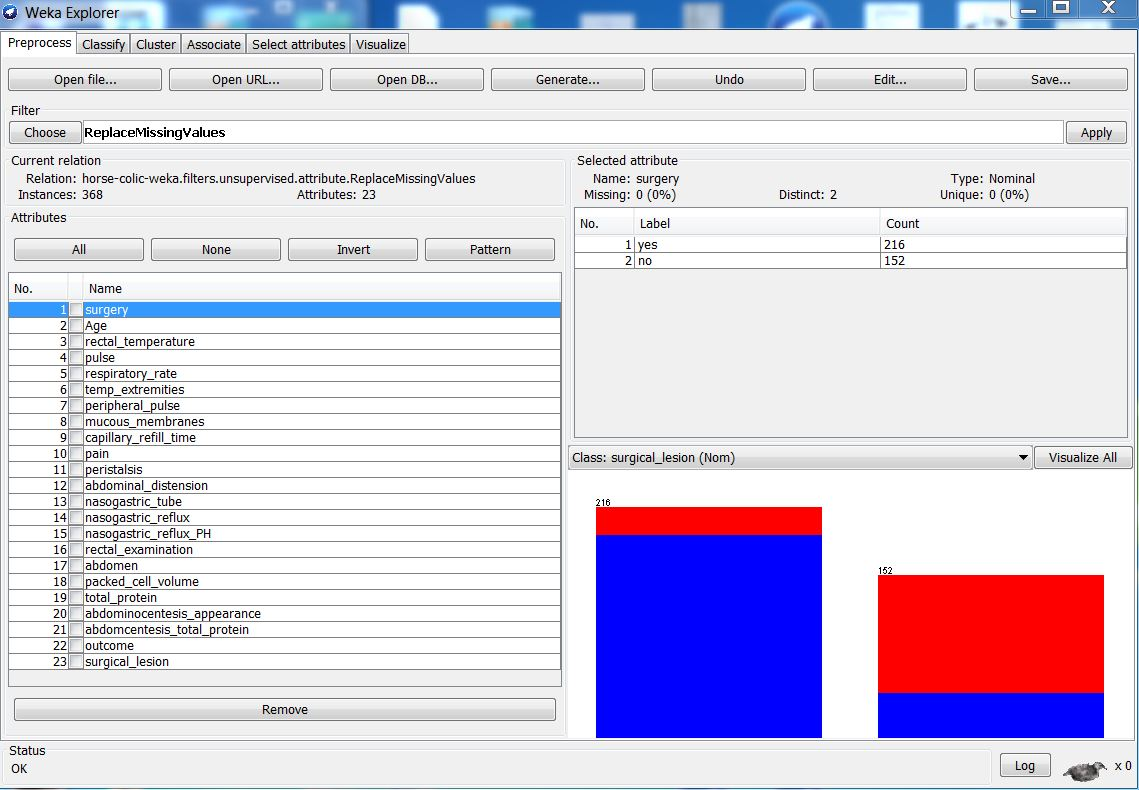 Weka Explorer
Preprocess Classify Cluster Associate Select attributes Visualize
Open file... Open URL... Open DB... Generate... Undo Edit... Save...
Filter
Choose ReplaceMissingValues Apply
Current relation
Relation: horse-colic-weka.filters.unsupervised.attribute.ReplaceMissingValues
Instances: 368 Attributes: 23
Attributes
All None Invert Pattern
No. Name
1 surgery
2 Age
3 rectal_temperature
4 pulse
5 respiratory_rate
6 temp_extremities
7 peripheral_pulse
8 mucous_membranes
9 capillary_refill_time
10 pain
11 peristalsis
12 abdominal_distension
13 nasogastric_tube
14 nasogastric_reflux
15 nasogastric_reflux_PH
16 rectal_examination
17 abdomen
18 packed_cell_volume
19 total_protein
20 abdominocentesis_appearance
21 abdomcentesis_total_protein
22 outcome
23 surgical_lesion
Remove
Selected attribute
Name: surgery Type: Nominal
Missing: 0 (0%) Distinct: 2 Unique: 0 (0%)
No. Label Count
1 yes 216
2 no 152
Class: surgical_lesion (Nom) Visualize All
216
152
Status
OK
Log x 0